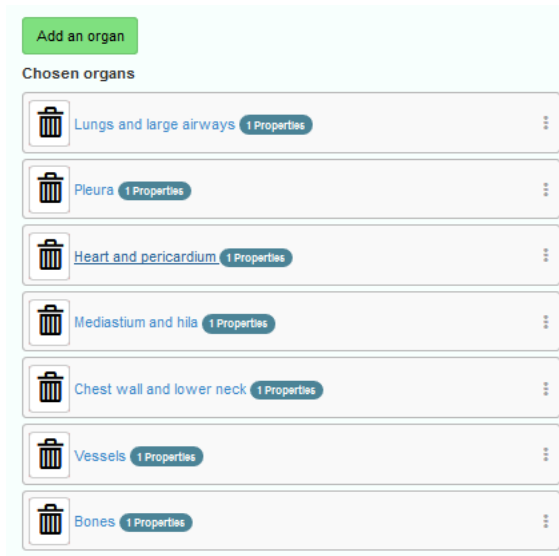 Add an organ
Chosen organs
Lungs and large airways 1 Properties
Pleura 1 Properties
Heart and pericardium 1 Properties
Mediastium and hila 1 Properties
Chest wall and lower neck 1 Properties
Vessels 1 Properties
Bones 1 Properties